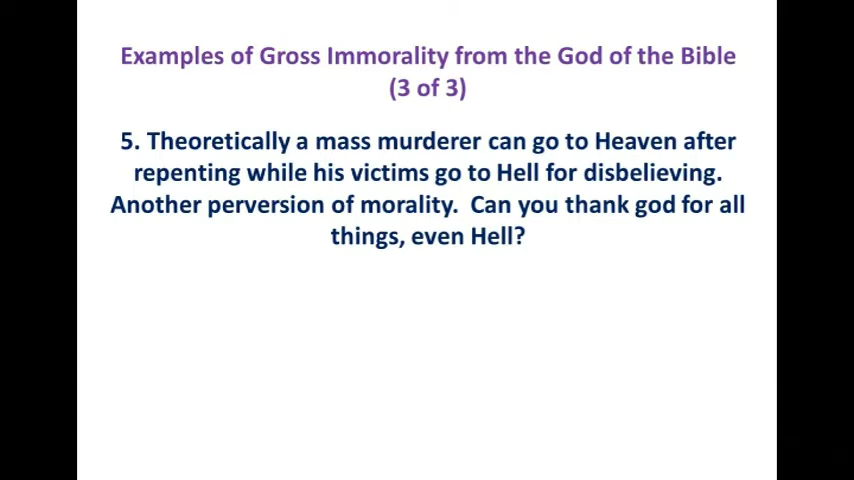 Examples of Gross Immorality from the God of the Bible
(3 of 3)
5. Theoretically a mass murderer can go to Heaven after
repenting while his victims go to Hell for disbelieving.
Another perversion of morality.  Can you thank god for all
things, even Hell?